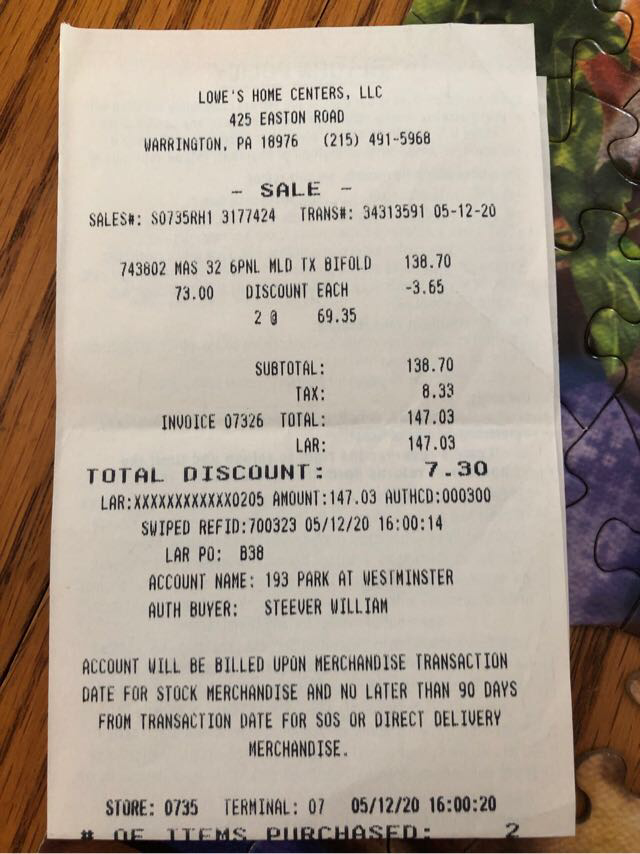 LOWE'S HOME CENTERS, LLC
425 EASTON ROAD
WARRINGTON, PA 18976 (215) 491-5968
- SALE -
SALES#: S0735RH1 3177424 TRANS#: 34313591 05-12-20
743802 MAS 32 6PNL MLD TX BIFOLD 138.70
73.00 DISCOUNT EACH -3.65
2 @ 69.35
SUBTOTAL: 138.70
TAX: 8.33
INVOICE 07326 TOTAL: 147.03
LAR: 147.03
TOTAL DISCOUNT: 7.30
LAR:XXXXXXXXXXXX0205 AMOUNT:147.03 AUTHCD:000300
SWIPED REFID:700323 05/12/20 16:00:14
LAR PO: B38
ACCOUNT NAME: 193 PARK AT WESTMINSTER
AUTH BUYER: STEEVER WILLIAM
ACCOUNT WILL BE BILLED UPON MERCHANDISE TRANSACTION
DATE FOR STOCK MERCHANDISE AND NO LATER THAN 90 DAYS
FROM TRANSACTION DATE FOR SOS OR DIRECT DELIVERY
MERCHANDISE.
STORE: 0735 TERMINAL: 07 05/12/20 16:00:20
# OF ITEMS PURCHASED: 2